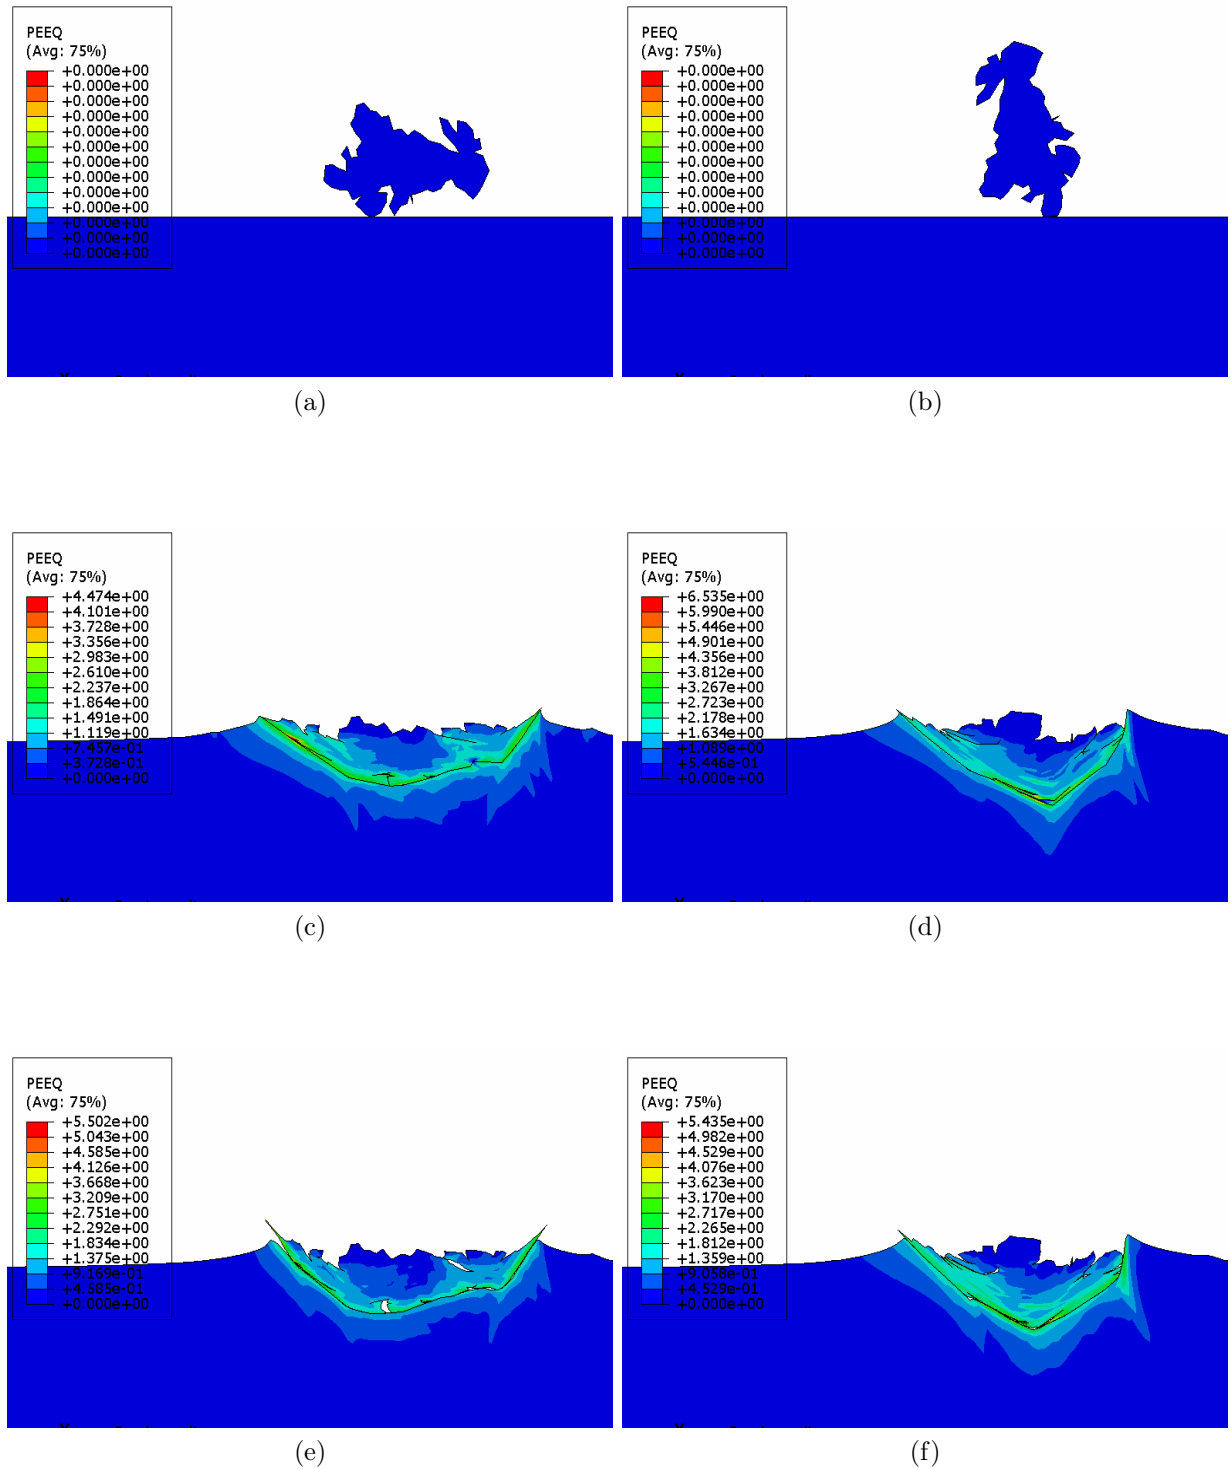 PEEQ
(Avg: 75%)
+0.000e+00
+0.000e+00
+0.000e+00
+0.000e+00
+0.000e+00
+0.000e+00
+0.000e+00
+0.000e+00
+0.000e+00
+0.000e+00
+0.000e+00
+0.000e+00
+0.000e+00
(a)
PEEQ
(Avg: 75%)
+0.000e+00
+0.000e+00
+0.000e+00
+0.000e+00
+0.000e+00
+0.000e+00
+0.000e+00
+0.000e+00
+0.000e+00
+0.000e+00
+0.000e+00
+0.000e+00
+0.000e+00
(b)
PEEQ
(Avg: 75%)
+4.474e+00
+4.101e+00
+3.728e+00
+3.356e+00
+2.983e+00
+2.610e+00
+2.237e+00
+1.864e+00
+1.491e+00
+1.119e+00
+7.457e-01
+3.728e-01
+0.000e+00
(c)
PEEQ
(Avg: 75%)
+6.535e+00
+5.990e+00
+5.446e+00
+4.901e+00
+4.356e+00
+3.812e+00
+3.267e+00
+2.723e+00
+2.178e+00
+1.634e+00
+1.089e+00
+5.446e-01
+0.000e+00
(d)
PEEQ
(Avg: 75%)
+5.502e+00
+5.043e+00
+4.585e+00
+4.126e+00
+3.668e+00
+3.209e+00
+2.751e+00
+2.292e+00
+1.834e+00
+1.375e+00
+9.169e-01
+4.585e-01
+0.000e+00
(e)
PEEQ
(Avg: 75%)
+5.435e+00
+4.982e+00
+4.529e+00
+4.076e+00
+3.623e+00
+3.170e+00
+2.717e+00
+2.265e+00
+1.812e+00
+1.359e+00
+9.058e-01
+4.529e-01
+0.000e+00
(f)